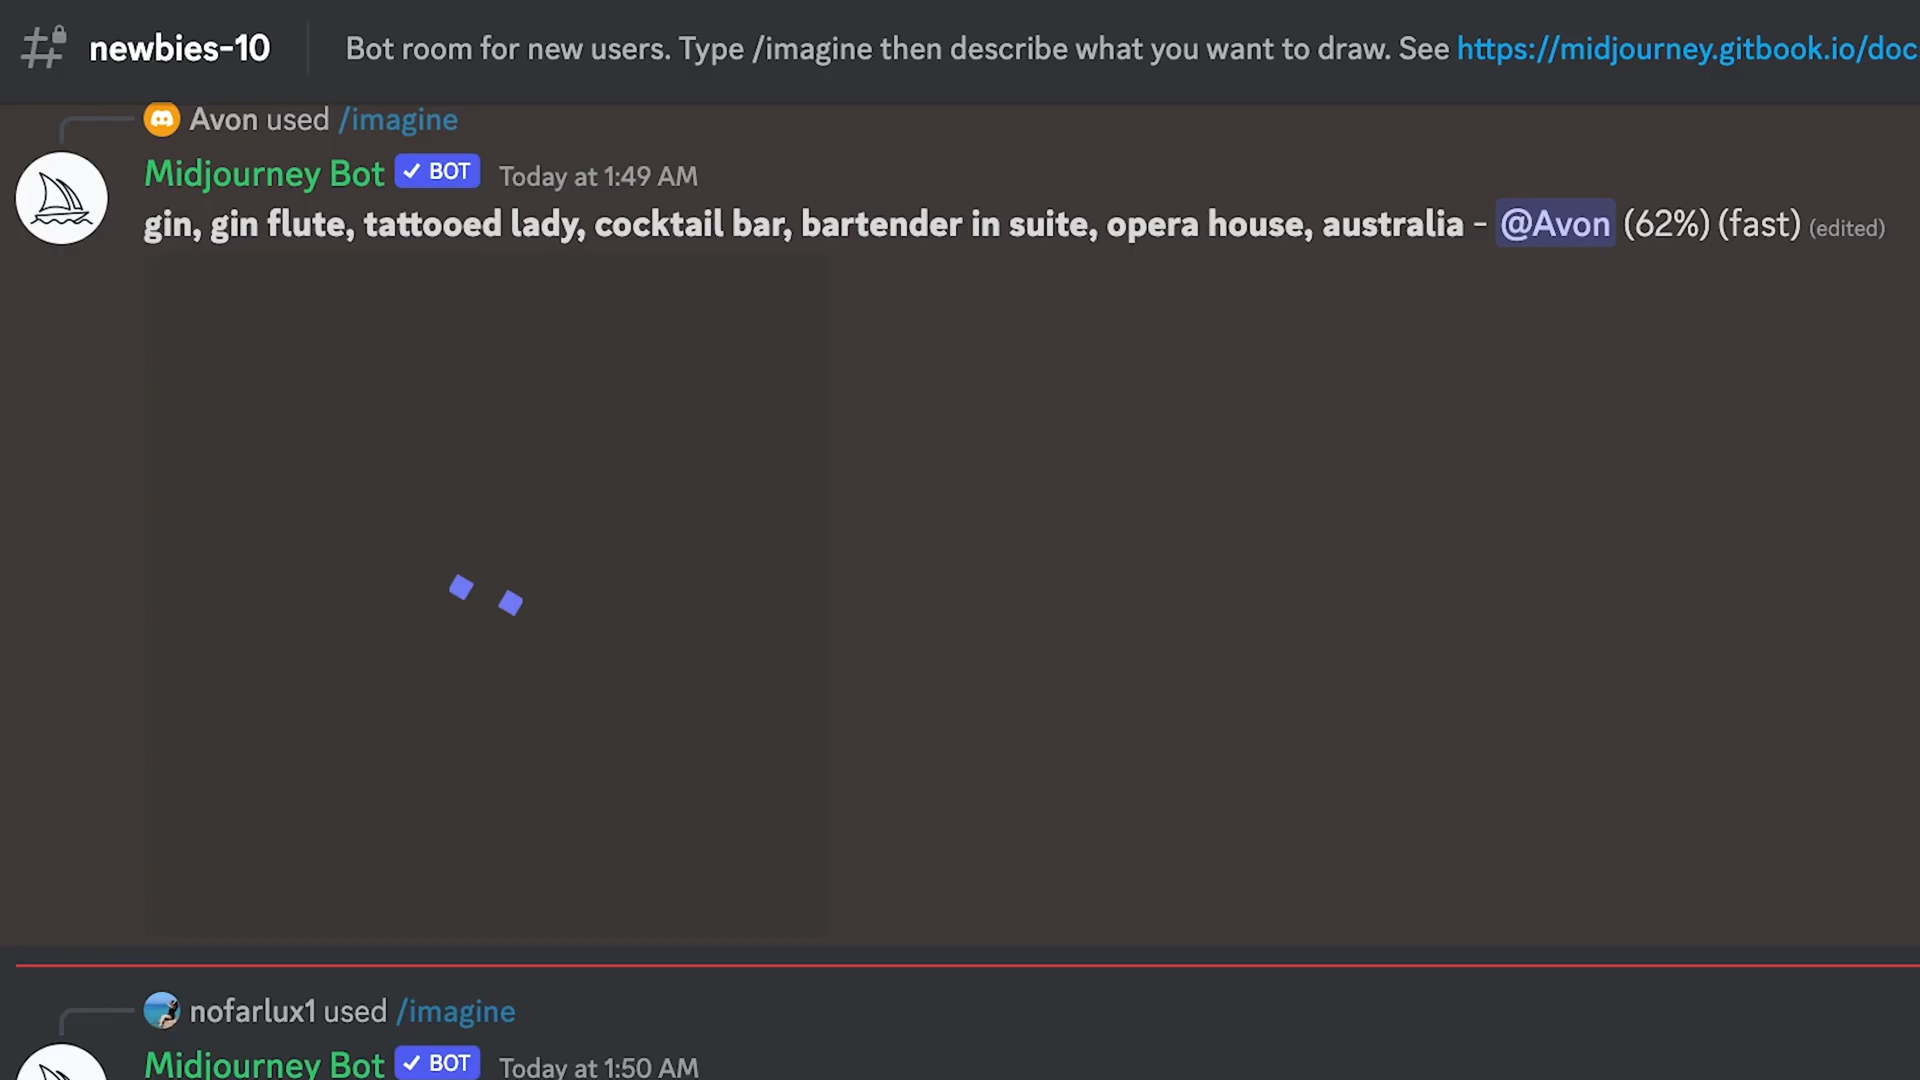 newbies-10 Bot room for new users. Type /imagine then describe what you want to draw. See https://midjourney.gitbook.io/doc
Avon used /imagine
Midjourney Bot ✓ BOT Today at 1:49 AM
gin, gin flute, tattooed lady, cocktail bar, bartender in suite, opera house, australia - @Avon (62%) (fast) (edited)
nofarlux1 used /imagine
Midjourney Bot ✓ BOT Today at 1:50 AM